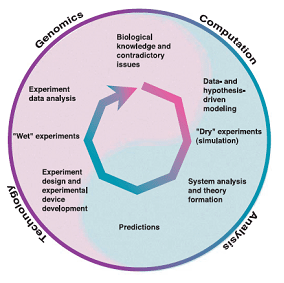 Genomics
Computation
Biological
knowledge and
contradictory
issues
Data- and
hypothesis-
driven
modeling
"Dry" experiments
(simulation)
System analysis
and theory
formation
Predictions
Experiment
design and
experimental
device
development
"Wet" experiments
Experiment
data analysis
Technology
Analysis